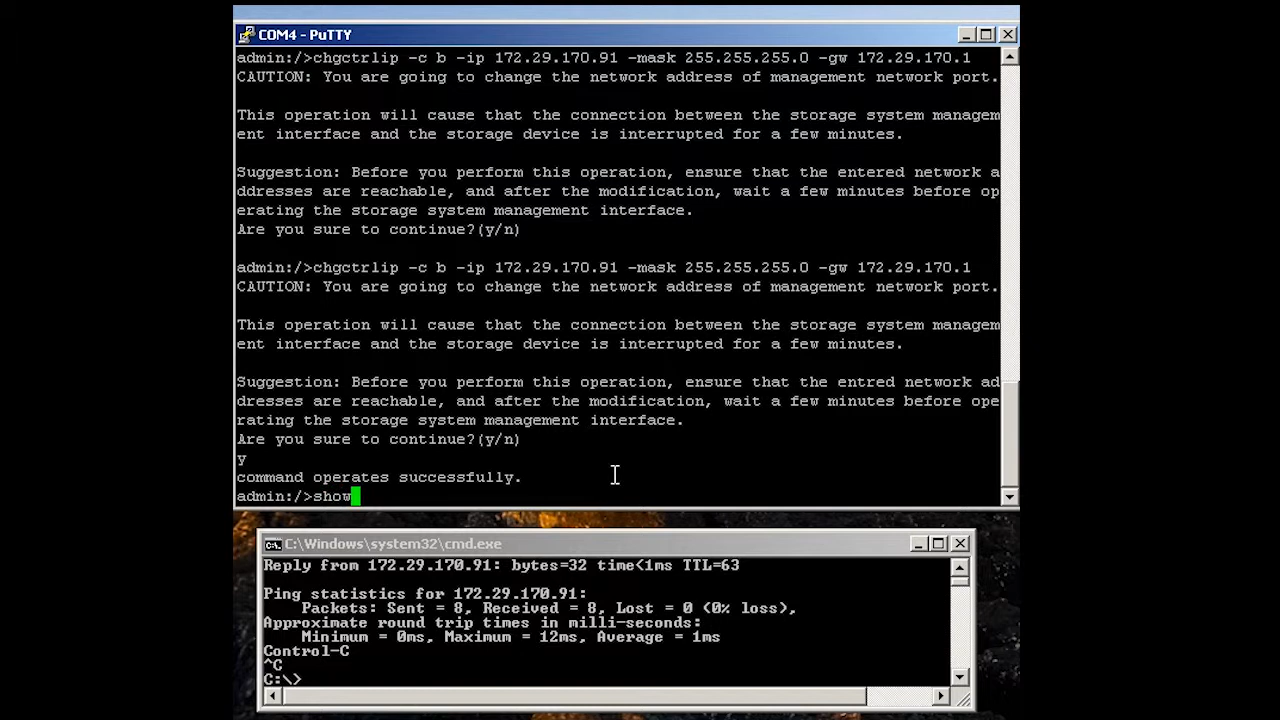 COM4 - PuTTY
admin:/>chgctrlip -c b -ip 172.29.170.91 -mask 255.255.255.0 -gw 172.29.170.1
CAUTION: You are going to change the network address of management network port.
This operation will cause that the connection between the storage system managem
ent interface and the storage device is interrupted for a few minutes.
Suggestion: Before you perform this operation, ensure that the entered network a
ddresses are reachable, and after the modification, wait a few minutes before op
erating the storage system management interface.
Are you sure to continue?(y/n)
admin:/>chgctrlip -c b -ip 172.29.170.91 -mask 255.255.255.0 -gw 172.29.170.1
CAUTION: You are going to change the network address of management network port.
This operation will cause that the connection between the storage system managem
ent interface and the storage device is interrupted for a few minutes.
Suggestion: Before you perform this operation, ensure that the entred network ad
dresses are reachable, and after the modification, wait a few minutes before ope
rating the storage system management interface.
Are you sure to continue?(y/n)
y
command operates successfully.
admin:/>show
C:\Windows\system32\cmd.exe
Reply from 172.29.170.91: bytes=32 time<1ms TTL=63
Ping statistics for 172.29.170.91:
Packets: Sent = 8, Received = 8, Lost = 0 (0% loss),
Approximate round trip times in milli-seconds:
Minimum = 0ms, Maximum = 12ms, Average = 1ms
Control-C
^C
C:\>